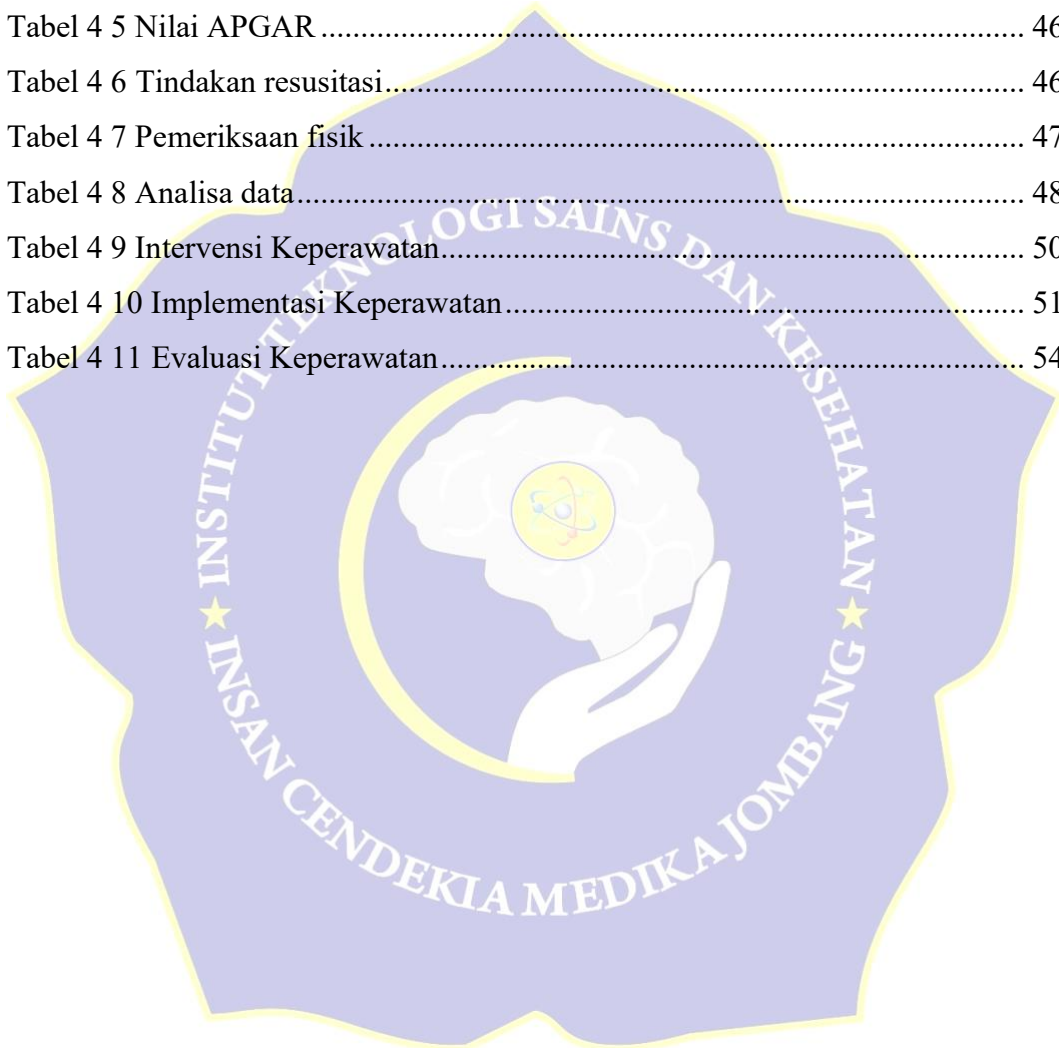 Tabel 4 5 Nilai APGAR ........................................................................................ 46
Tabel 4 6 Tindakan resusitasi................................................................................ 46
Tabel 4 7 Pemeriksaan fisik .................................................................................. 47
Tabel 4 8 Analisa data........................................................................................... 48
Tabel 4 9 Intervensi Keperawatan......................................................................... 50
Tabel 4 10 Implementasi Keperawatan................................................................. 51
Tabel 4 11 Evaluasi Keperawatan......................................................................... 54
INSTITUT TEKNOLOGI SAINS DAN KESEHATAN
INSAN CENDEKIA MEDIKA JOMBANG